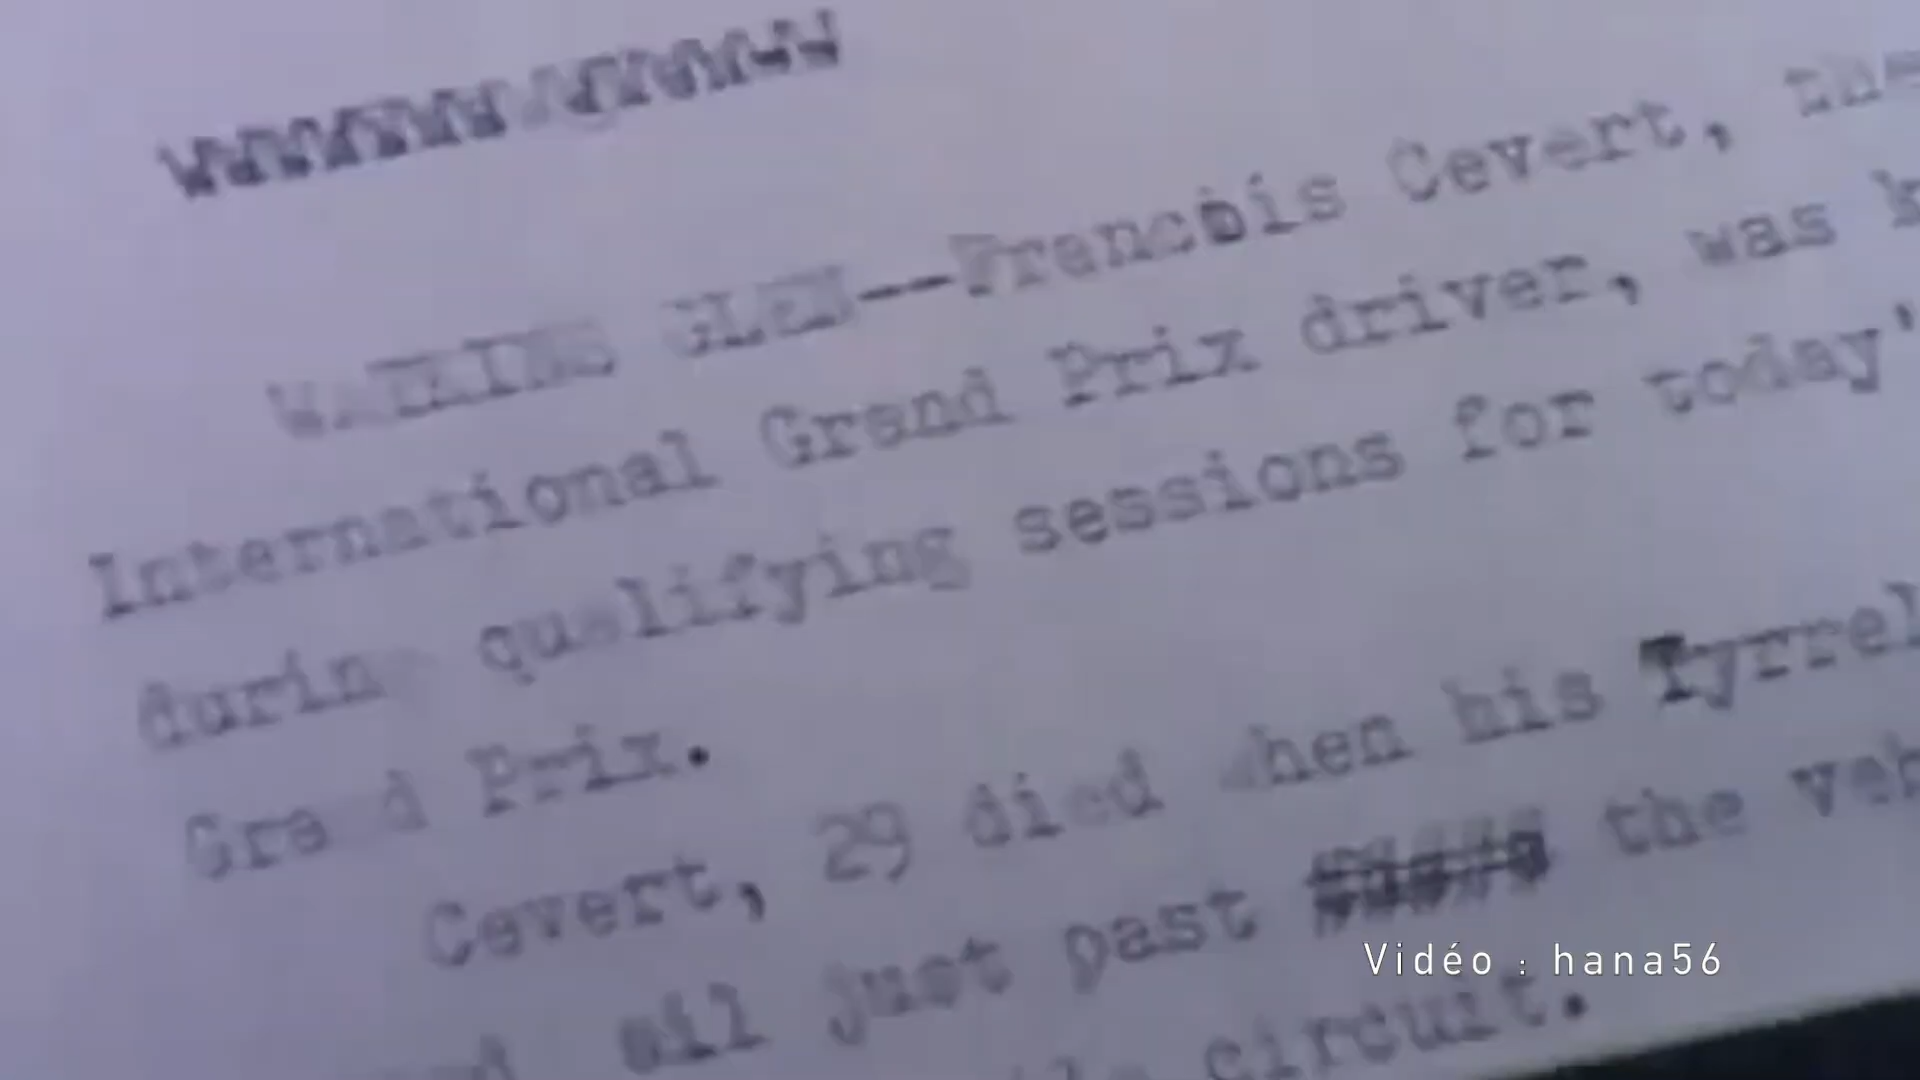 WATKINS GLEN--Francois Cevert, the
International Grand Prix driver, was
during qualifying sessions for today'
Grand Prix.
Cevert, 29 died when his Tyrrel
just past the veh
circuit.
Vidéo : hana56